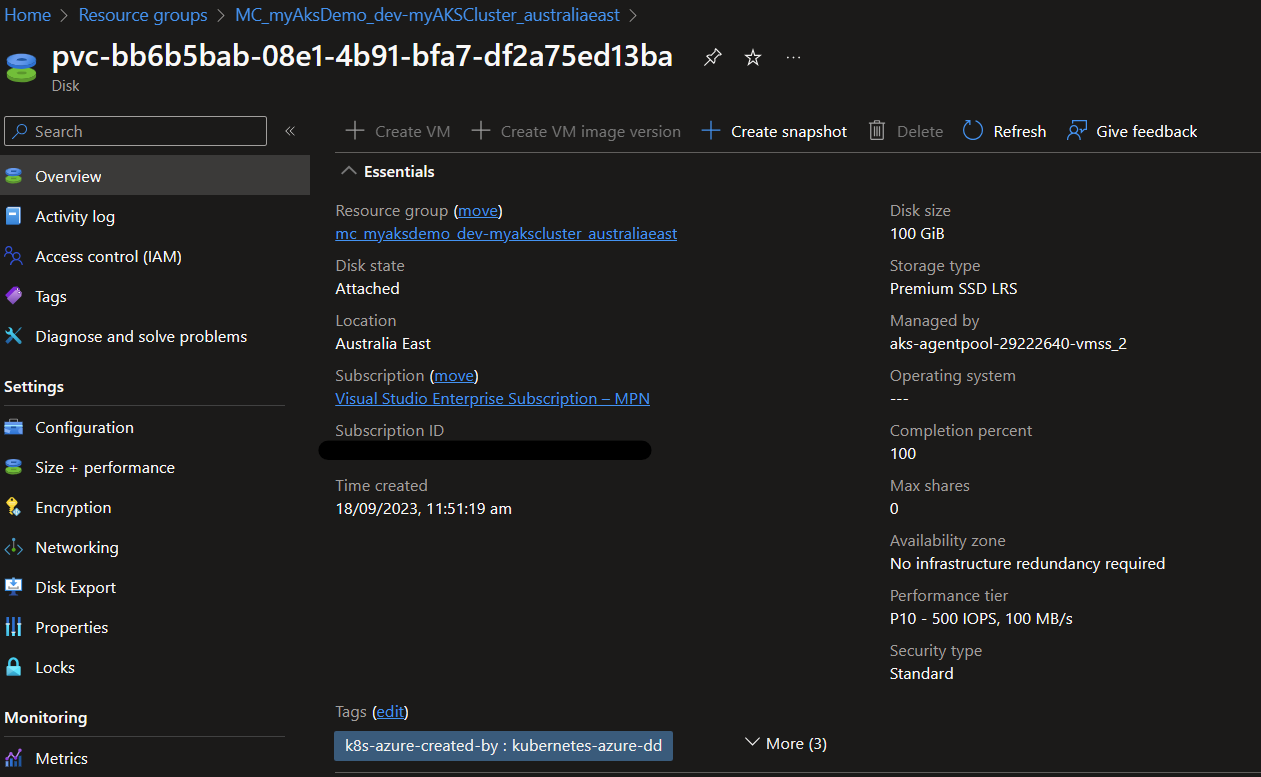 Home > Resource groups > MC_myAksDemo_dev-myAKSCluster_australiaeast >
pvc-bb6b5bab-08e1-4b91-bfa7-df2a75ed13ba
Disk
Search
Overview
Activity log
Access control (IAM)
Tags
Diagnose and solve problems
Settings
Configuration
Size + performance
Encryption
Networking
Disk Export
Properties
Locks
Monitoring
Metrics
Create VM
Create VM image version
Create snapshot
Delete
Refresh
Give feedback
Essentials
Resource group (move)
mc_myaksdemo_dev-myakscluster_australiaeast
Disk state
Attached
Location
Australia East
Subscription (move)
Visual Studio Enterprise Subscription – MPN
Subscription ID
Time created
18/09/2023, 11:51:19 am
Disk size
100 GiB
Storage type
Premium SSD LRS
Managed by
aks-agentpool-29222640-vmss_2
Operating system
---
Completion percent
100
Max shares
0
Availability zone
No infrastructure redundancy required
Performance tier
P10 - 500 IOPS, 100 MB/s
Security type
Standard
Tags (edit)
k8s-azure-created-by : kubernetes-azure-dd
More (3)